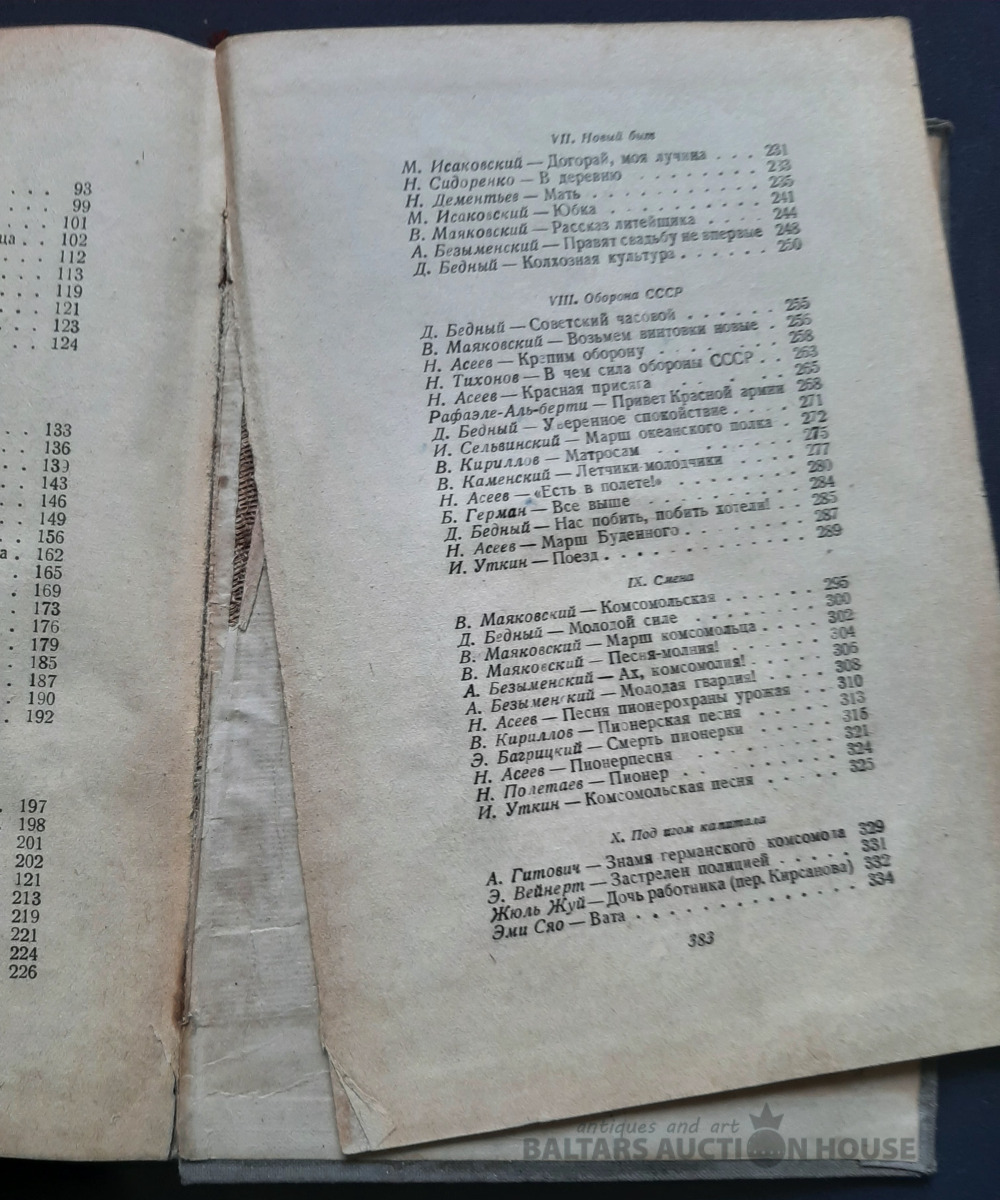 93
99
101
ца . . 102
112
113
119
121
123
124
133
136
139
143
146
149
156
а . 162
165
169
173
176
179
185
187
190
192
197
198
201
202
121
213
219
221
224
226
VII. Новый быт
М. Исаковский — Догорай, моя лучина . . . 231
Н. Сидоренко — В деревню . . . . . . . 233
Н. Дементьев — Мать . . . . . . . . . 235
М. Исаковский — Юбка . . . . . . . . . 241
В. Маяковский — Рассказ литейщика . . . . 244
А. Безыменский — Правят свадьбу не впервые 248
Д. Бедный — Колхозная культура . . . . . . 250
VIII. Оборона СССР
Д. Бедный — Советский часовой . . . . . . 255
В. Маяковский — Возьмем винтовки новые . 256
Н. Асеев — Крепим оборону . . . . . . . 258
Н. Тихонов — В чем сила обороны СССР . . 263
Н. Асеев — Красная присяга . . . . . 265
Рафаэле-Аль-берти — Привет Красной армии 268
Д. Бедный — Уверенное спокойствие . . . . 271
И. Сельвинский — Марш океанского полка . 272
В. Кириллов — Матросам . . . . . . . 275
В. Каменский — Летчики-молодчики . . . . 277
Н. Асеев — «Есть в полете!» . . . . . . . 280
Б. Герман — Все выше . . . . . . . . 284
Д. Бедный — Нас побить, побить хотели! . . 285
Н. Асеев — Марш Буденного . . . . . . . 287
И. Уткин — Поезд . . . . . . . . . . . 289
IX. Смена
В. Маяковский — Комсомольская . . . . . . 295
Д. Бедный — Молодой силе . . . . . . . 300
В. Маяковский — Марш комсомольца . . . . 302
В. Маяковский — Песня-молния! . . . . . . 304
А. Безыменский — Ах, комсомолия! . . . . . 306
А. Безыменский — Молодая гвардия! . . . . 308
Н. Асеев — Песня пионерохраны урожая . . 310
В. Кириллов — Пионерская песня . . . . . 313
Э. Багрицкий — Смерть пионерки . . . . . 315
Н. Асеев — Пионерпесня . . . . . . . 321
Н. Полетаев — Пионер . . . . . . . . 324
И. Уткин — Комсомольская песня . . . . . 325
X. Под игом капитала
А. Гитович — Знамя германского комсомола 329
Э. Вейнерт — Застрелен полицией . . . . . 331
Жюль Жуй — Дочь работника (пер. Кирсанова) 332
Эми Сяо — Вата . . . . . . . . . . . 334
383
antiques and art
BALTARS AUCTION HOUSE